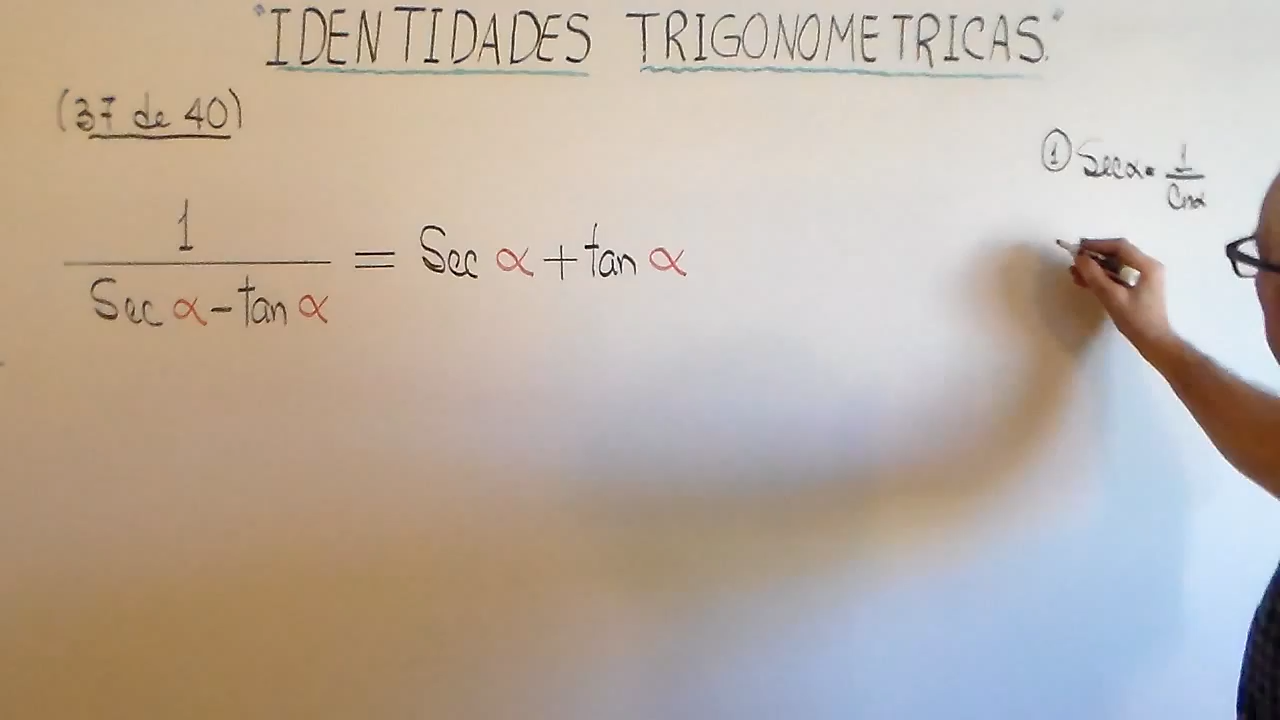 "IDENTIDADES TRIGONOMETRICAS."
(37 de 40)
① Sec α = 1 / Cos α
1 / (Sec α - tan α) = Sec α + tan α